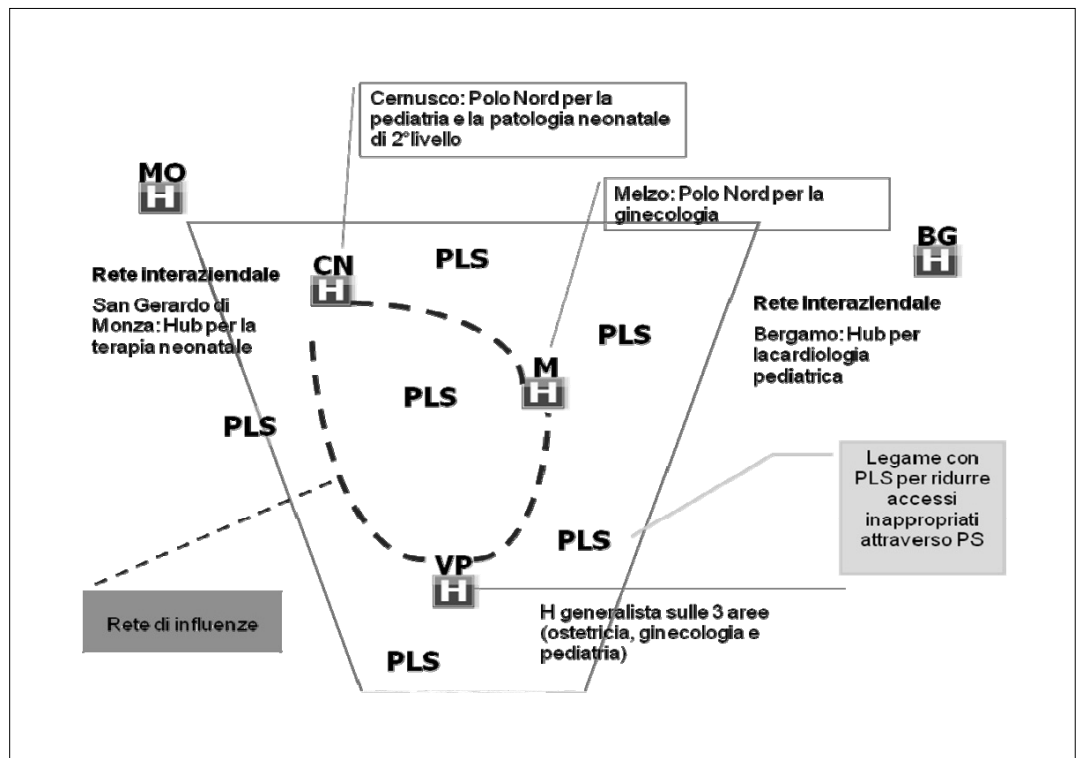 Cernusco: Polo Nord per la
pediatria e la patologia neonatale
di 2°livello
MO
H
Melzo: Polo Nord per la
ginecologia
BG
H
CN
H
PLS
Rete interaziendale
San Gerardo di
Monza: Hub per la
terapia neonatale
Rete interaziendale
Bergamo: Hub per
lacardiologia
pediatrica
PLS
M
H
PLS
PLS
Legame con
PLS per ridurre
accessi
inappropriati
attraverso PS
PLS
VP
H
H generalista sulle 3 aree
(ostetricia, ginecologia e
pediatria)
Rete di influenze
PLS